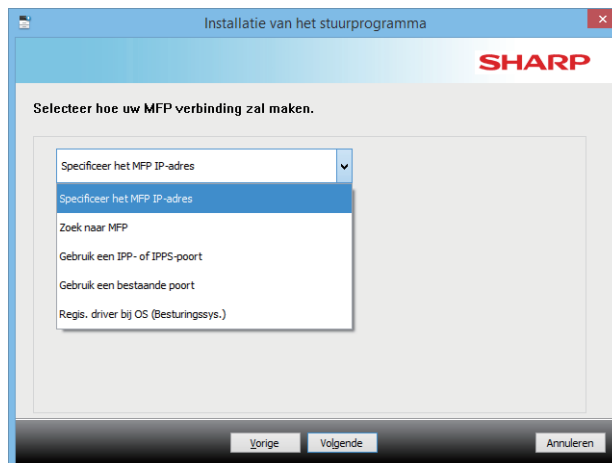 Installatie van het stuurprogramma
SHARP
Selecteer hoe uw MFP verbinding zal maken.
Specificeer het MFP IP-adres
Specificeer het MFP IP-adres
Zoek naar MFP
Gebruik een IPP- of IPPS-poort
Gebruik een bestaande poort
Regis. driver bij OS (Besturingssys.)
Vorige
Volgende
Annuleren